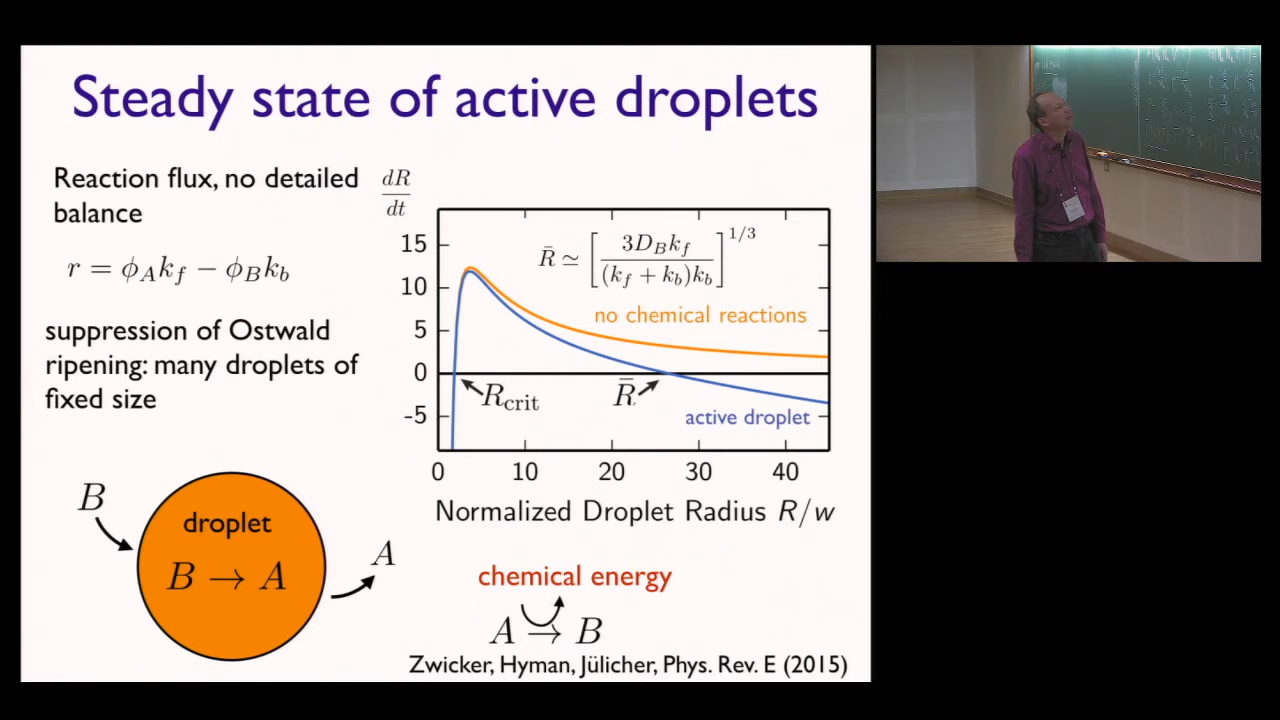 Steady state of active droplets
Reaction flux, no detailed
balance
r = ϕ_A k_f − ϕ_B k_b
suppression of Ostwald
ripening: many droplets of
fixed size
dR
dt
15
10
5
0
-5
R̄ ≃ [3D_B k_f / (k_f + k_b)k_b]^{1/3}
no chemical reactions
R_crit
R̄
active droplet
0 10 20 30 40
Normalized Droplet Radius R/w
B
droplet
B → A
A
chemical energy
A → B
Zwicker, Hyman, Jülicher, Phys. Rev. E (2015)